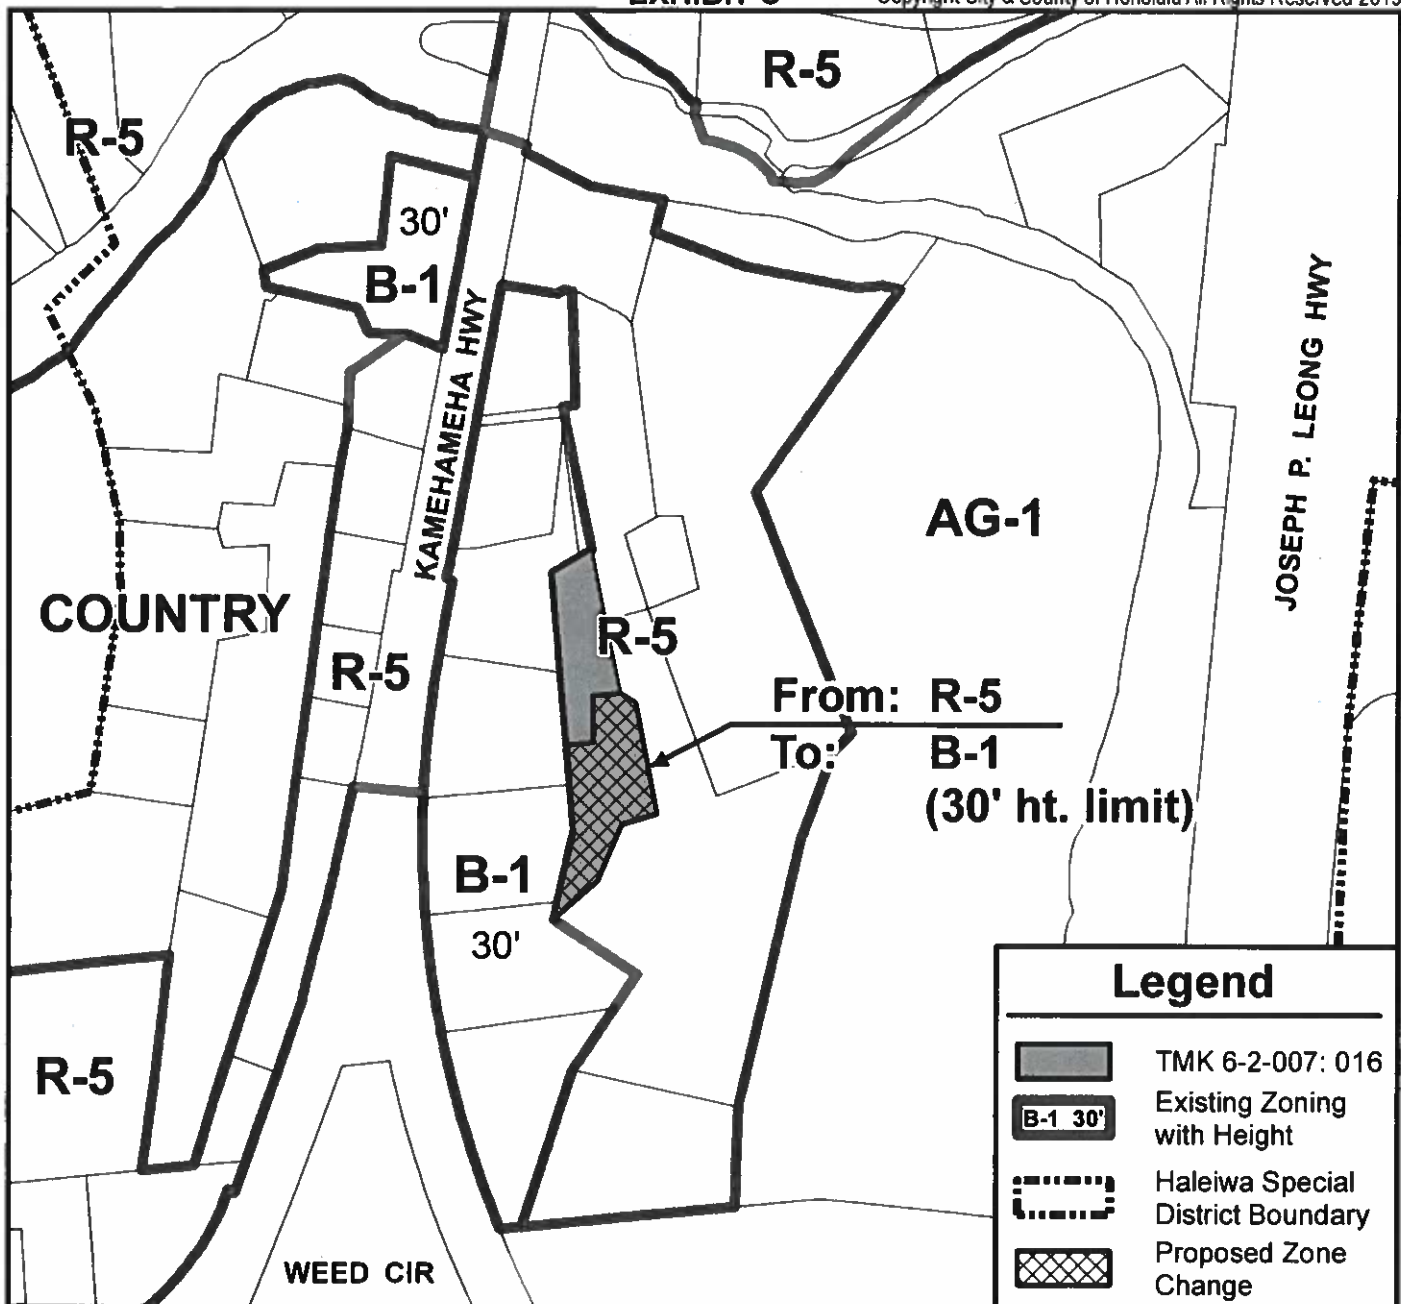 R-5
R-5
30'
B-1
KAMEHAMEHA HWY
JOSEPH P. LEONG HWY
AG-1
COUNTRY
R-5
R-5
From: R-5
To: B-1
(30' ht. limit)
B-1
30'
R-5
WEED CIR
Legend
TMK 6-2-007: 016
B-1 30'
Existing Zoning
with Height
Haleiwa Special
District Boundary
Proposed Zone
Change